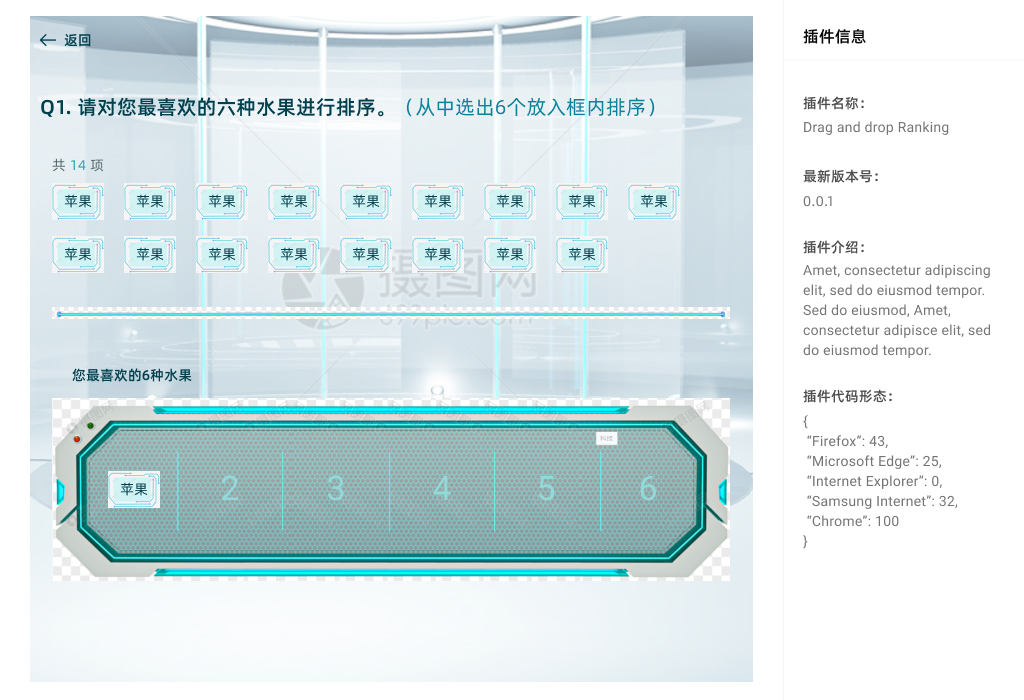 返回
Q1. 请对您最喜欢的六种水果进行排序。（从中选出6个放入框内排序）
共 14 项
苹果 苹果 苹果 苹果 苹果 苹果 苹果 苹果 苹果
苹果 苹果 苹果 苹果 苹果 苹果 苹果 苹果
摄图网
您最喜欢的6种水果
科技
苹果 2 3 4 5 6
插件信息
插件名称：
Drag and drop Ranking
最新版本号：
0.0.1
插件介绍：
Amet, consectetur adipiscing
elit, sed do eiusmod tempor.
Sed do eiusmod, Amet,
consectetur adipisce elit, sed
do eiusmod tempor.
插件代码形态：
{
“Firefox”: 43,
“Microsoft Edge”: 25,
“Internet Explorer”: 0,
“Samsung Internet”: 32,
“Chrome”: 100
}